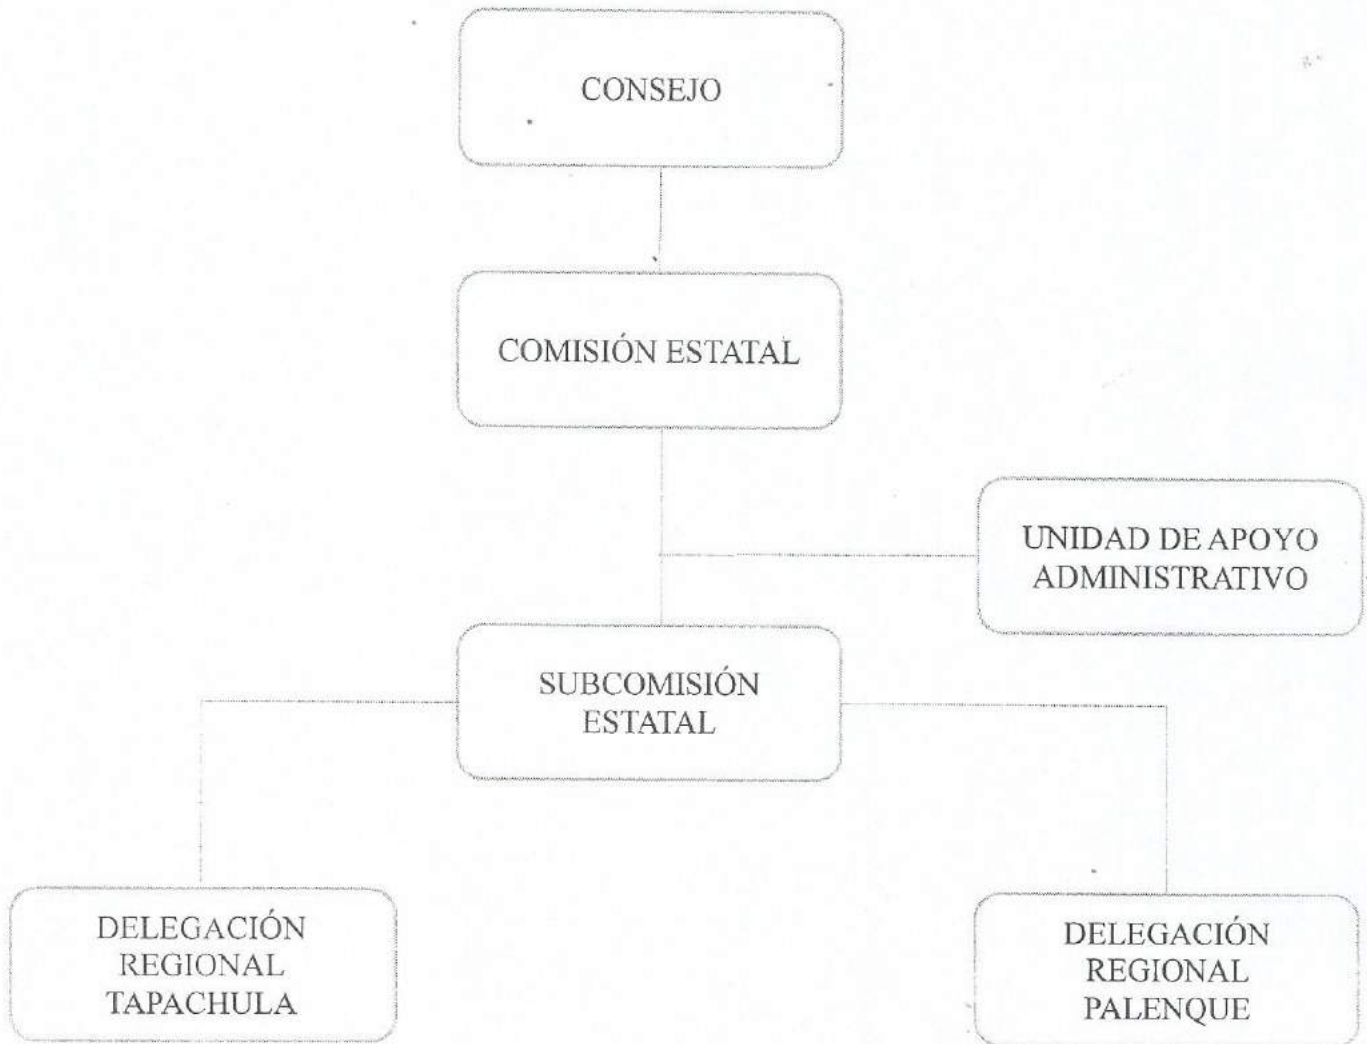 CONSEJO
COMISIÓN ESTATAL
UNIDAD DE APOYO
ADMINISTRATIVO
SUBCOMISIÓN
ESTATAL
DELEGACIÓN
REGIONAL
TAPACHULA
DELEGACIÓN
REGIONAL
PALENQUE